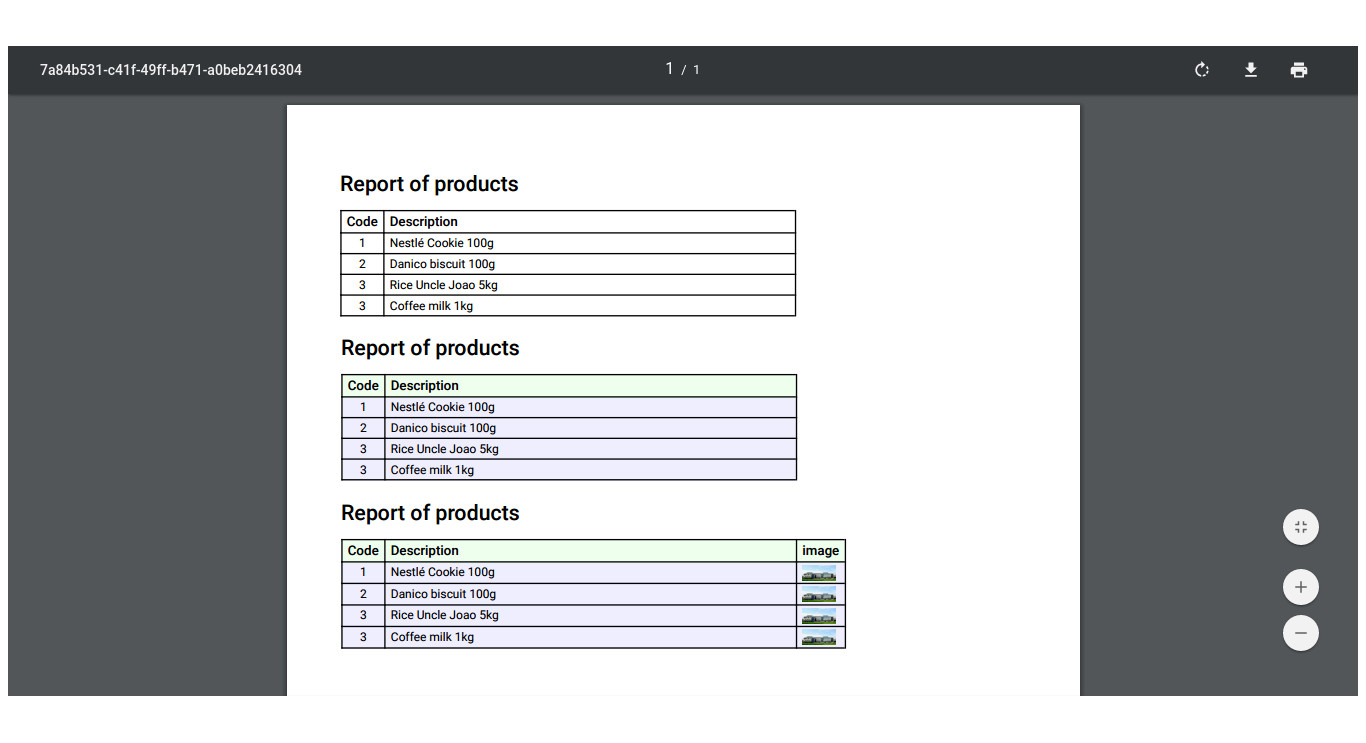 7a84b531-c41f-49ff-b471-a0beb2416304 1 / 1
Report of products
Code Description
1 Nestlé Cookie 100g
2 Danico biscuit 100g
3 Rice Uncle Joao 5kg
3 Coffee milk 1kg
Report of products
Code Description
1 Nestlé Cookie 100g
2 Danico biscuit 100g
3 Rice Uncle Joao 5kg
3 Coffee milk 1kg
Report of products
Code Description image
1 Nestlé Cookie 100g
2 Danico biscuit 100g
3 Rice Uncle Joao 5kg
3 Coffee milk 1kg